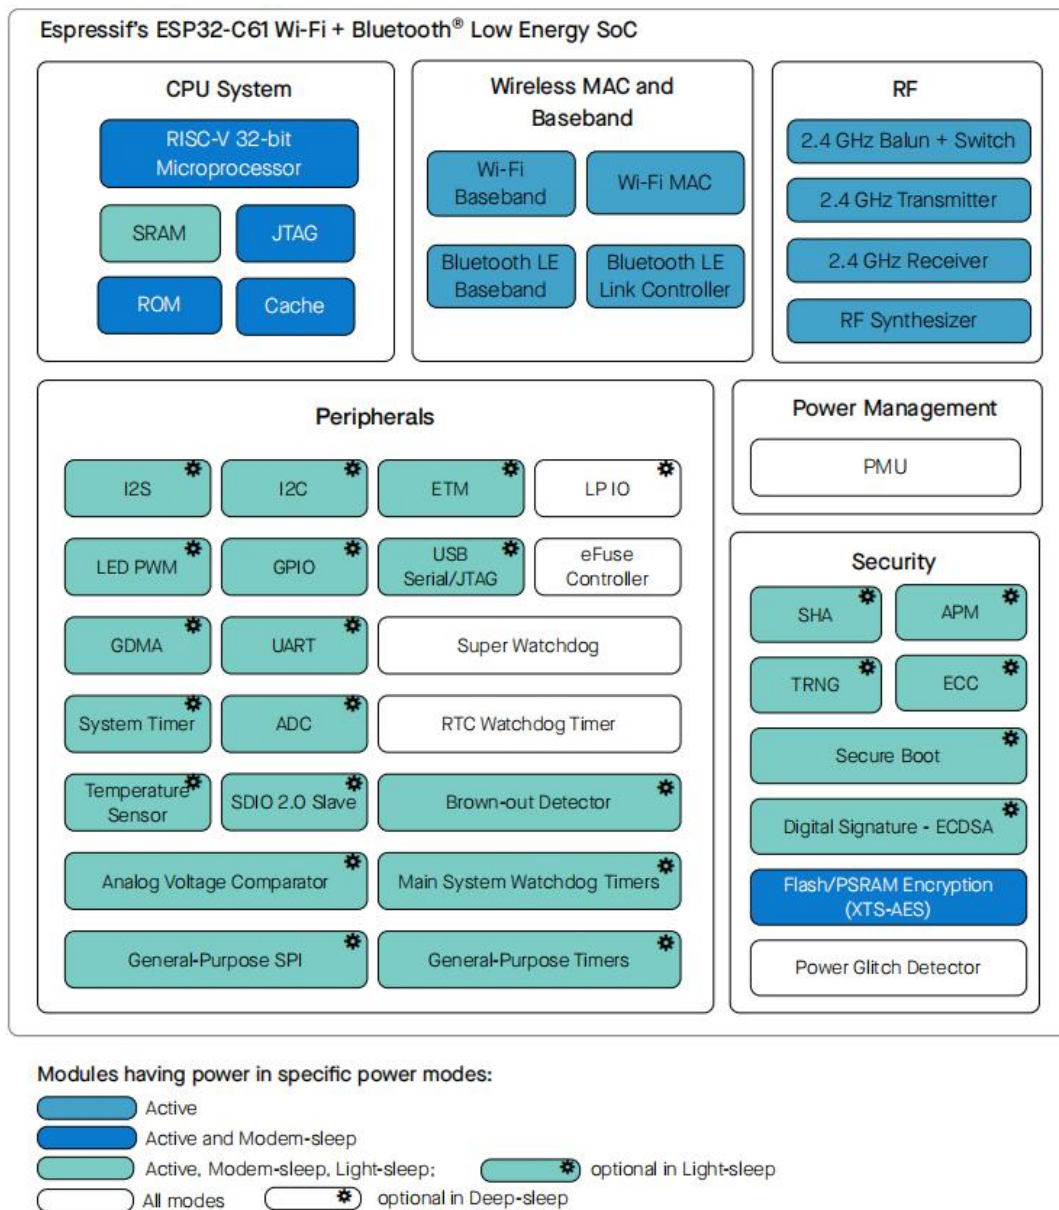 Espressif's ESP32-C61 Wi-Fi + Bluetooth® Low Energy SoC
CPU System
RISC-V 32-bit
Microprocessor
SRAM
JTAG
ROM
Cache
Wireless MAC and
Baseband
Wi-Fi
Baseband
Wi-Fi MAC
Bluetooth LE
Baseband
Bluetooth LE
Link Controller
RF
2.4 GHz Balun + Switch
2.4 GHz Transmitter
2.4 GHz Receiver
RF Synthesizer
Peripherals
I2S
I2C
ETM
LP IO
LED PWM
GPIO
USB
Serial/JTAG
eFuse
Controller
GDMA
UART
Super Watchdog
System Timer
ADC
RTC Watchdog Timer
Temperature
Sensor
SDIO 2.0 Slave
Brown-out Detector
Analog Voltage Comparator
Main System Watchdog Timers
General-Purpose SPI
General-Purpose Timers
Power Management
PMU
Security
SHA
APM
TRNG
ECC
Secure Boot
Digital Signature - ECDSA
Flash/PSRAM Encryption
(XTS-AES)
Power Glitch Detector
Modules having power in specific power modes:
Active
Active and Modem-sleep
Active, Modem-sleep, Light-sleep; optional in Light-sleep
All modes optional in Deep-sleep